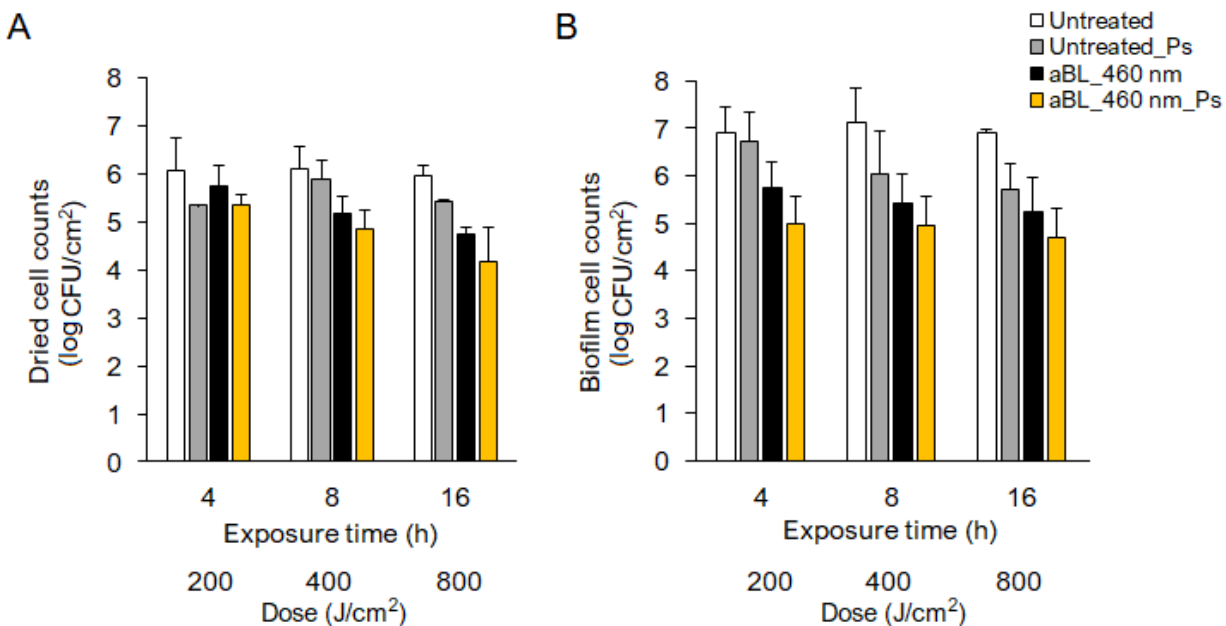 A
Dried cell counts
(log CFU/cm²)
8
7
6
5
4
3
2
1
0
4 8 16
Exposure time (h)
200 400 800
Dose (J/cm²)
B
Untreated
Untreated_Ps
aBL_460 nm
aBL_460 nm_Ps
Biofilm cell counts
(log CFU/cm²)
8
7
6
5
4
3
2
1
0
4 8 16
Exposure time (h)
200 400 800
Dose (J/cm²)